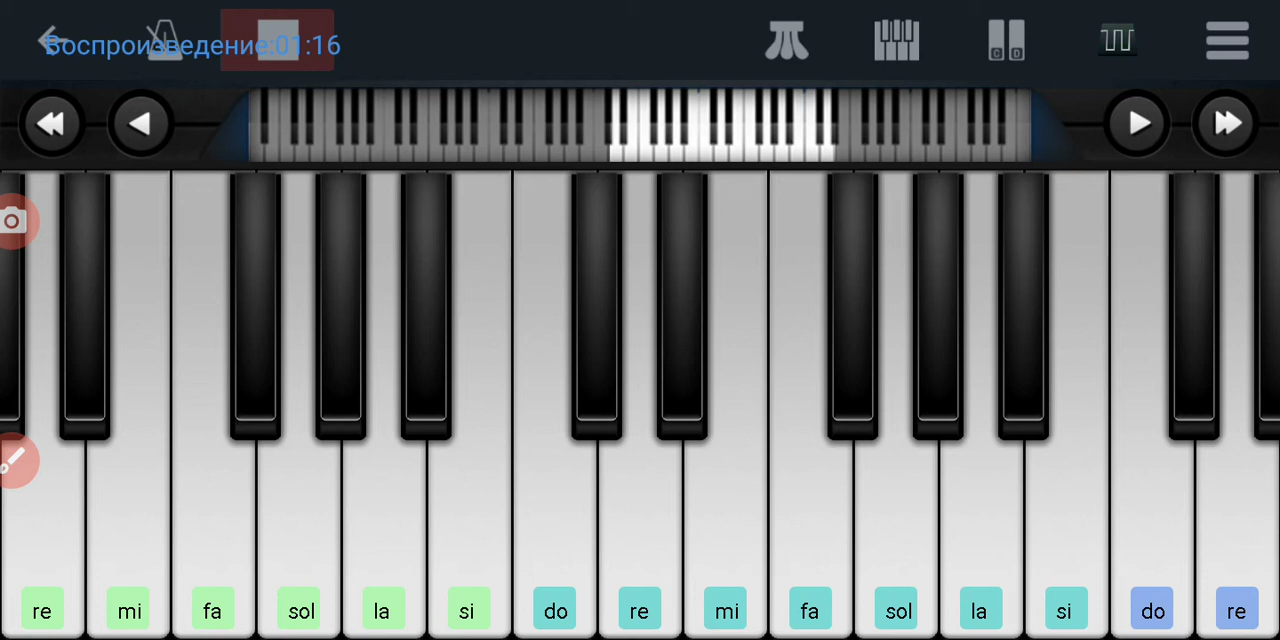 Воспроизведение:01:16
C D
re mi fa sol la si do re mi fa sol la si do re